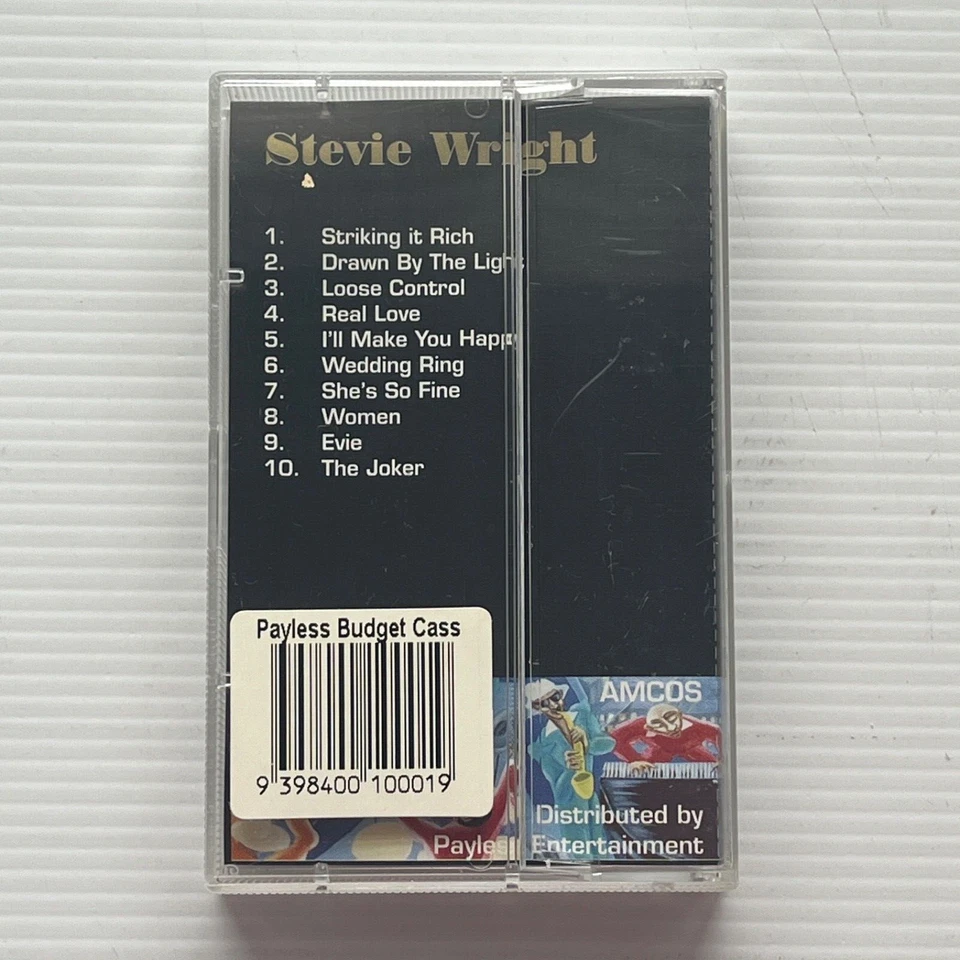 Stevie Wright
1. Striking it Rich
2. Drawn By The Light
3. Loose Control
4. Real Love
5. I'll Make You Happy
6. Wedding Ring
7. She's So Fine
8. Women
9. Evie
10. The Joker
Payless Budget Cass
9 398400 100019
AMCOS
Distributed by
Payless Entertainment